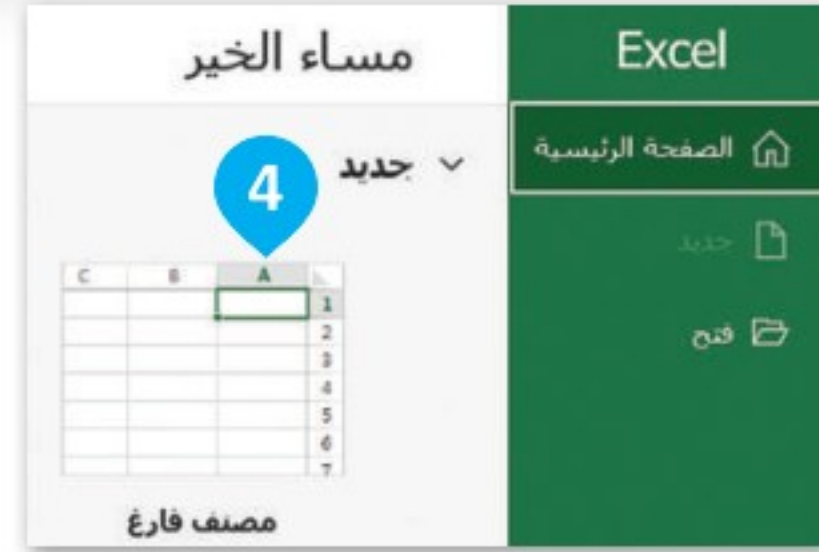 Excel
الصفحة الرئيسية
جديد
فتح
مساء الخير
جديد
4
A B C
1
2
3
4
5
6
7
مصنف فارغ